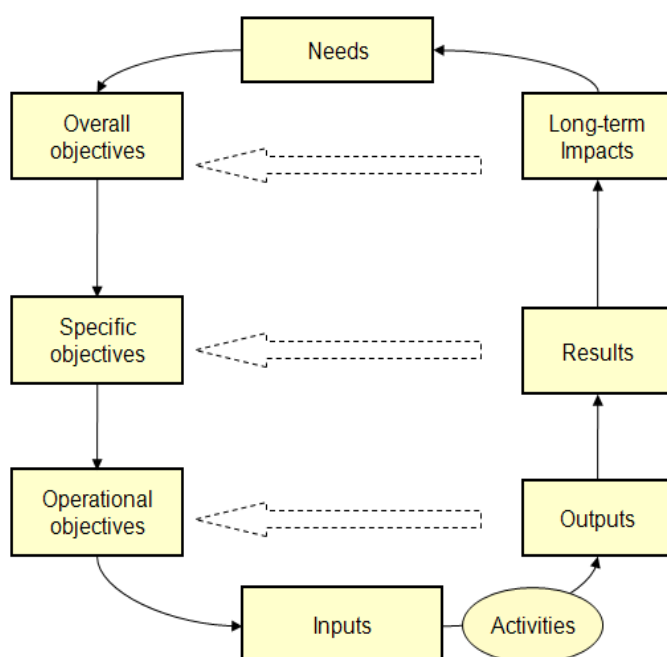 Needs
Overall
objectives
Long-term
Impacts
Specific
objectives
Results
Operational
objectives
Outputs
Inputs
Activities